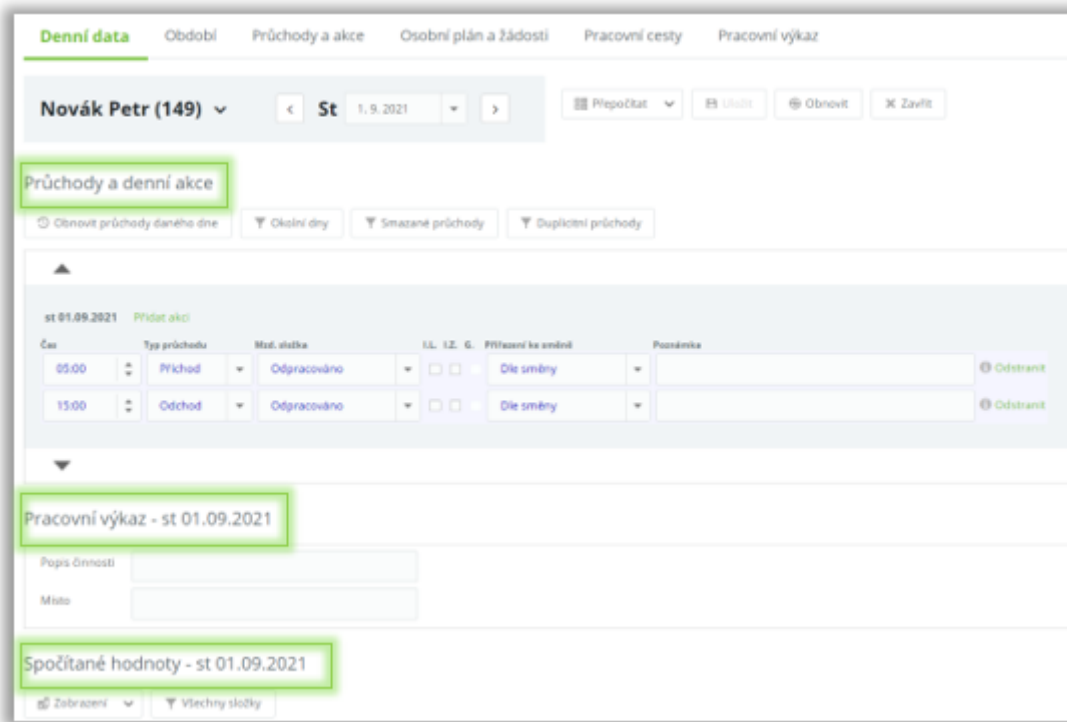 Denní data Období Průchody a akce Osobní plán a žádosti Pracovní cesty Pracovní výkaz
Novák Petr (149) St 1. 9. 2021 Přepočítat Uložit Obnovit Zavřít
Průchody a denní akce
Obnovit průchody daného dne Okolní dny Smazané průchody Duplicitní průchody
st 01.09.2021 Přidat akci
Čas Typ průchodu Mzd. složka I.L. I.Z. G. Přiřazení ke směně Poznámka
05:00 Příchod Odpracováno Dle směny Odstranit
15:00 Odchod Odpracováno Dle směny Odstranit
Pracovní výkaz - st 01.09.2021
Popis činnosti
Místo
Spočítané hodnoty - st 01.09.2021
Zobrazení Všechny složky